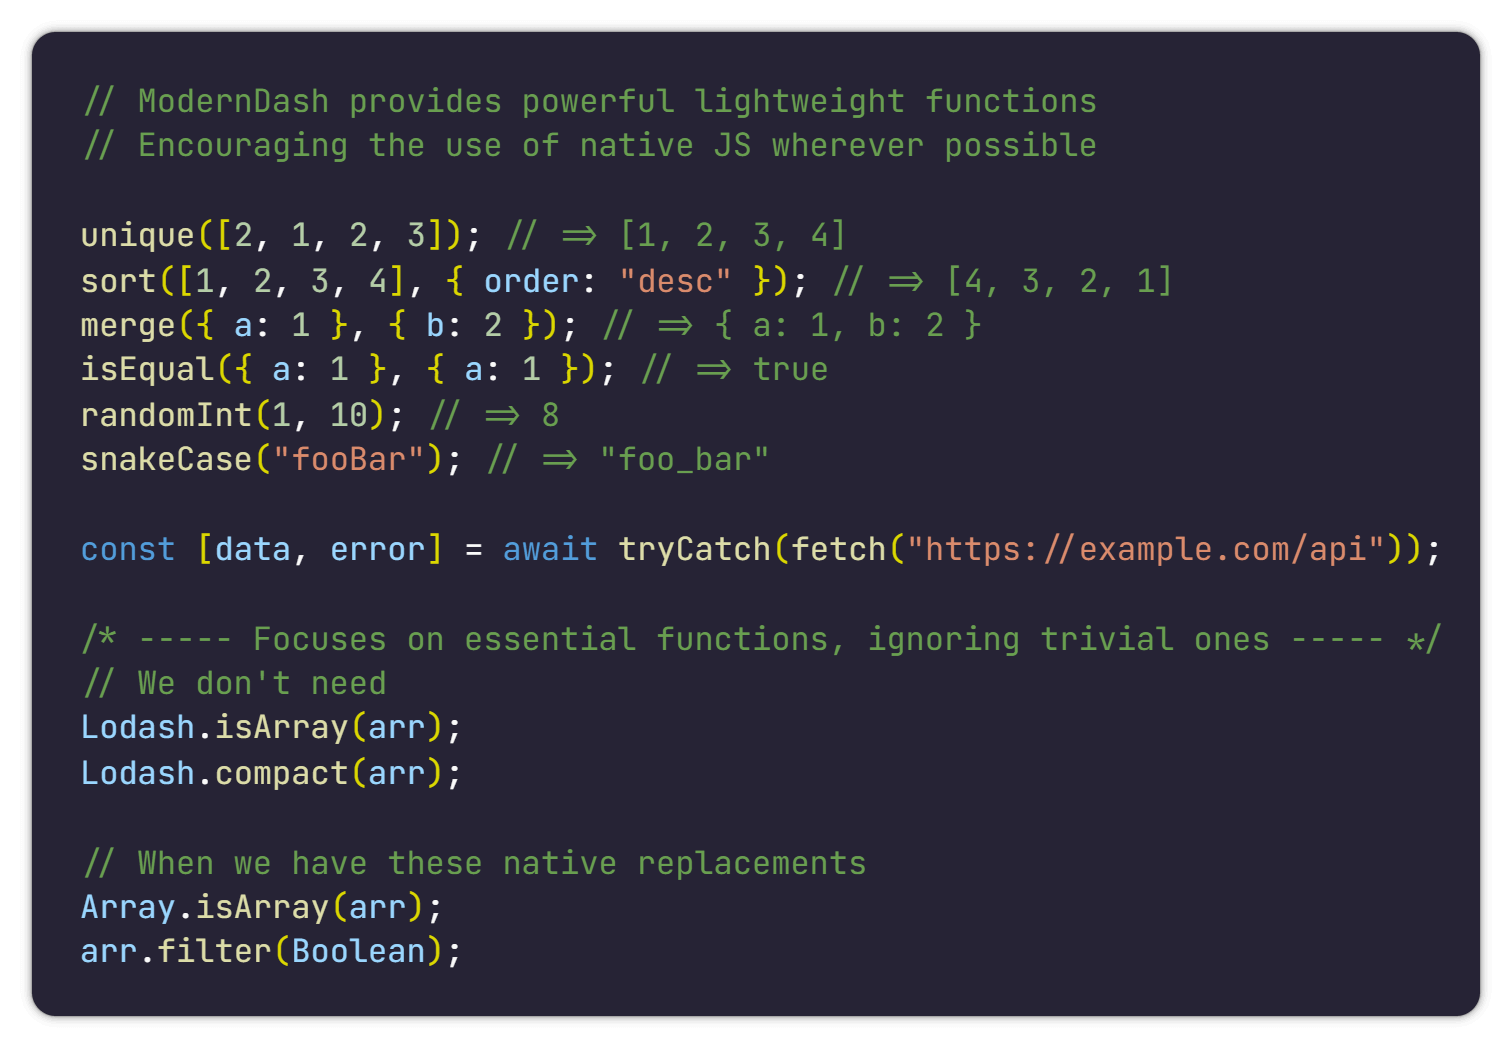 // ModernDash provides powerful lightweight functions
// Encouraging the use of native JS wherever possible
unique([2, 1, 2, 3]); // => [1, 2, 3, 4]
sort([1, 2, 3, 4], { order: "desc" }); // => [4, 3, 2, 1]
merge({ a: 1 }, { b: 2 }); // => { a: 1, b: 2 }
isEqual({ a: 1 }, { a: 1 }); // => true
randomInt(1, 10); // => 8
snakeCase("fooBar"); // => "foo_bar"
const [data, error] = await tryCatch(fetch("https://example.com/api"));
/* ----- Focuses on essential functions, ignoring trivial ones ----- */
// We don't need
Lodash.isArray(arr);
Lodash.compact(arr);
// When we have these native replacements
Array.isArray(arr);
arr.filter(Boolean);